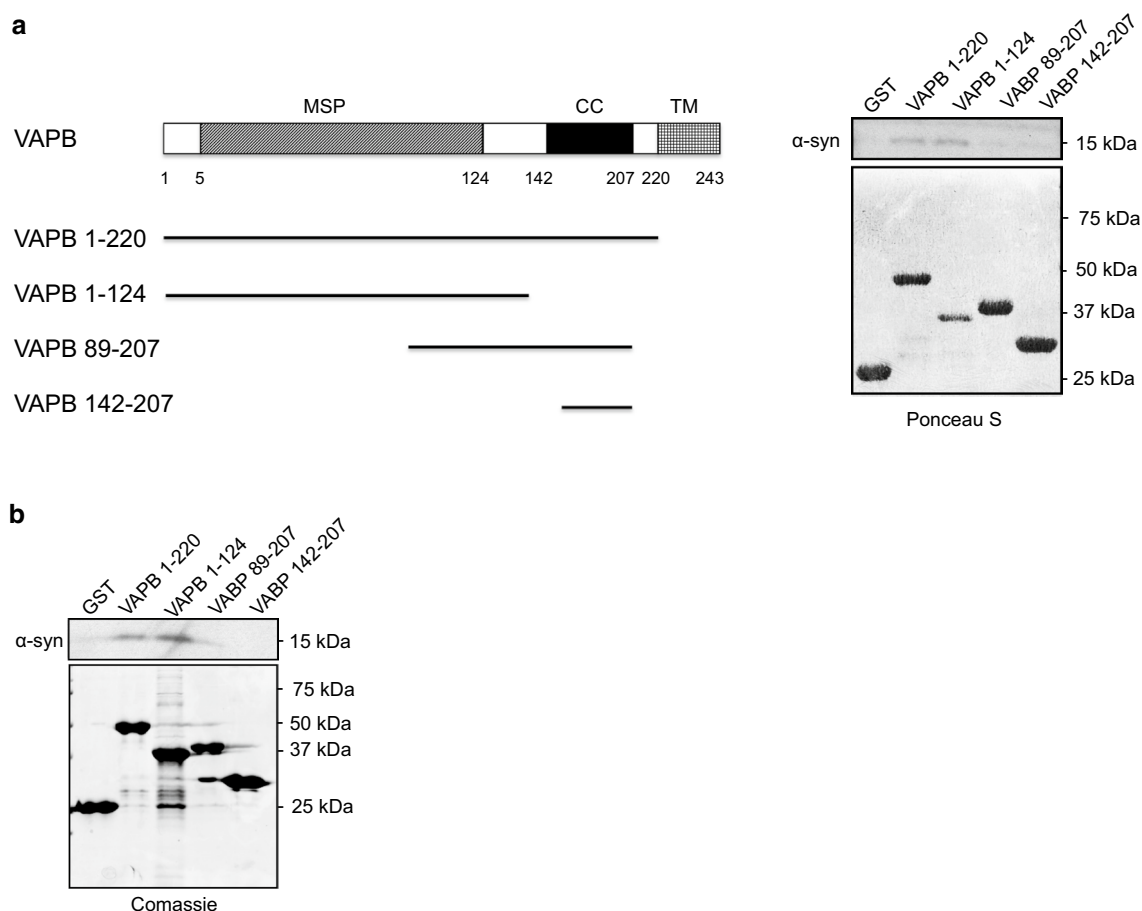 a
MSP CC TM
VAPB
1 5 124 142 207 220 243
VAPB 1-220
VAPB 1-124
VAPB 89-207
VAPB 142-207
GST
VAPB 1-220
VAPB 1-124
VABP 89-207
VABP 142-207
α-syn
15 kDa
75 kDa
50 kDa
37 kDa
25 kDa
Ponceau S
b
GST
VAPB 1-220
VAPB 1-124
VABP 89-207
VABP 142-207
α-syn
15 kDa
75 kDa
50 kDa
37 kDa
25 kDa
Comassie